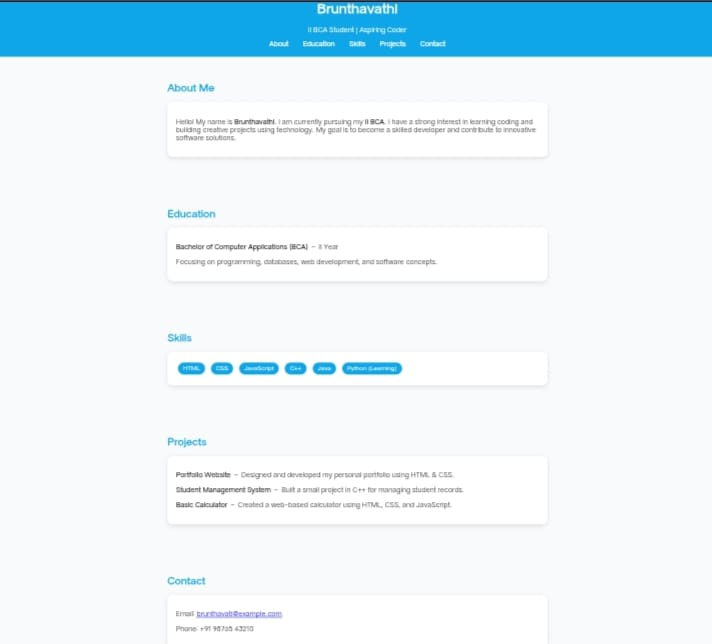 Brunthavathi
II BCA Student | Aspiring Coder
About Education Skills Projects Contact
About Me
Hello! My name is Brunthavathi. I am currently pursuing my II BCA. I have a strong interest in learning coding and
building creative projects using technology. My goal is to become a skilled developer and contribute to innovative
software solutions.
Education
Bachelor of Computer Applications (BCA) – II Year
Focusing on programming, databases, web development, and software concepts.
Skills
HTML CSS JavaScript C++ Java Python (Learning)
Projects
Portfolio Website – Designed and developed my personal portfolio using HTML & CSS.
Student Management System – Built a small project in C++ for managing student records.
Basic Calculator – Created a web-based calculator using HTML, CSS, and JavaScript.
Contact
Email: brunthavati@example.com
Phone: +91 98765 43210